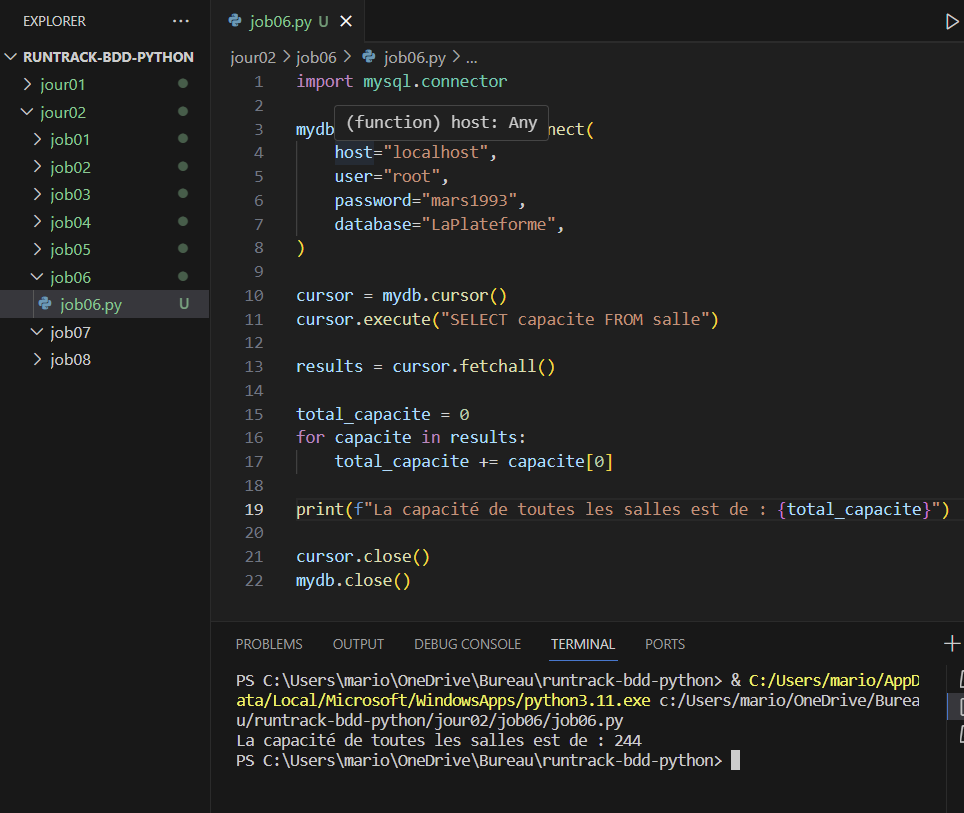 EXPLORER ...
RUNTRACK-BDD-PYTHON
jour01
jour02
job01
job02
job03
job04
job05
job06
job06.py U
job07
job08
job06.py U
jour02 > job06 > job06.py > ...
1 import mysql.connector
2
3 mydb nect(
(function) host: Any
4 host="localhost",
5 user="root",
6 password="mars1993",
7 database="LaPlateforme",
8 )
9
10 cursor = mydb.cursor()
11 cursor.execute("SELECT capacite FROM salle")
12
13 results = cursor.fetchall()
14
15 total_capacite = 0
16 for capacite in results:
17 total_capacite += capacite[0]
18
19 print(f"La capacité de toutes les salles est de : {total_capacite}")
20
21 cursor.close()
22 mydb.close()
PROBLEMS OUTPUT DEBUG CONSOLE TERMINAL PORTS
PS C:\Users\mario\OneDrive\Bureau\runtrack-bdd-python> & C:/Users/mario/AppD
ata/Local/Microsoft/WindowsApps/python3.11.exe c:/Users/mario/OneDrive/Burea
u/runtrack-bdd-python/jour02/job06/job06.py
La capacité de toutes les salles est de : 244
PS C:\Users\mario\OneDrive\Bureau\runtrack-bdd-python>